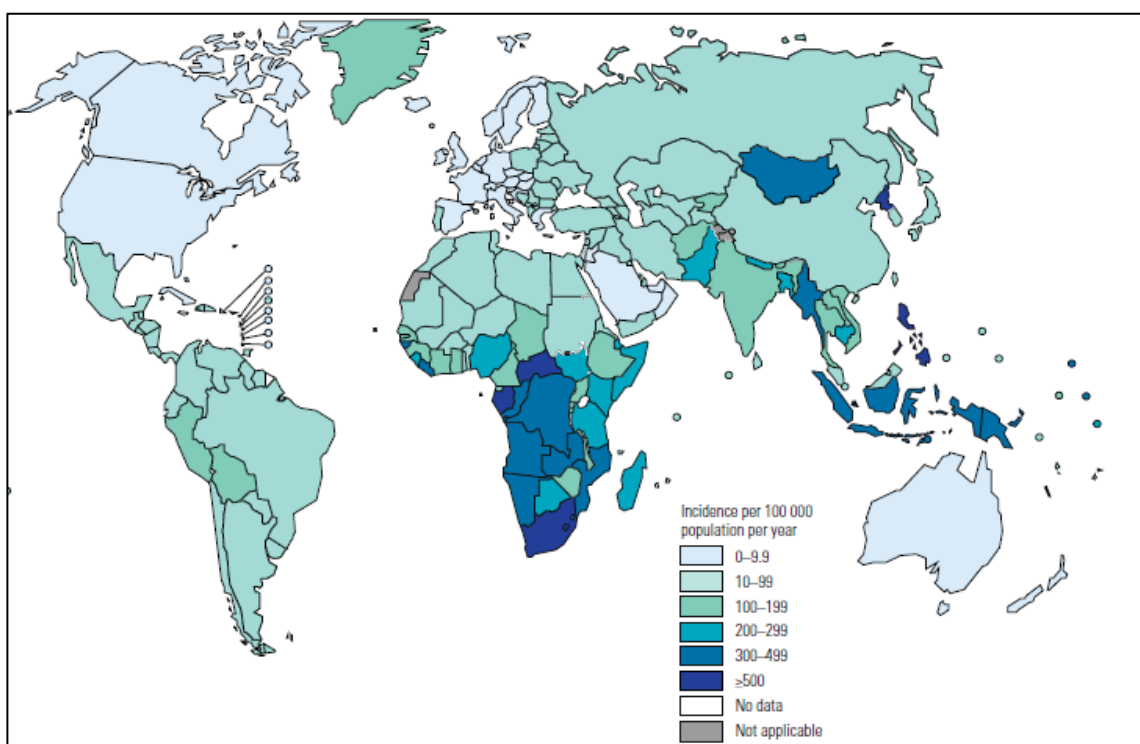 Incidence per 100 000
population per year
0–9.9
10–99
100–199
200–299
300–499
≥500
No data
Not applicable